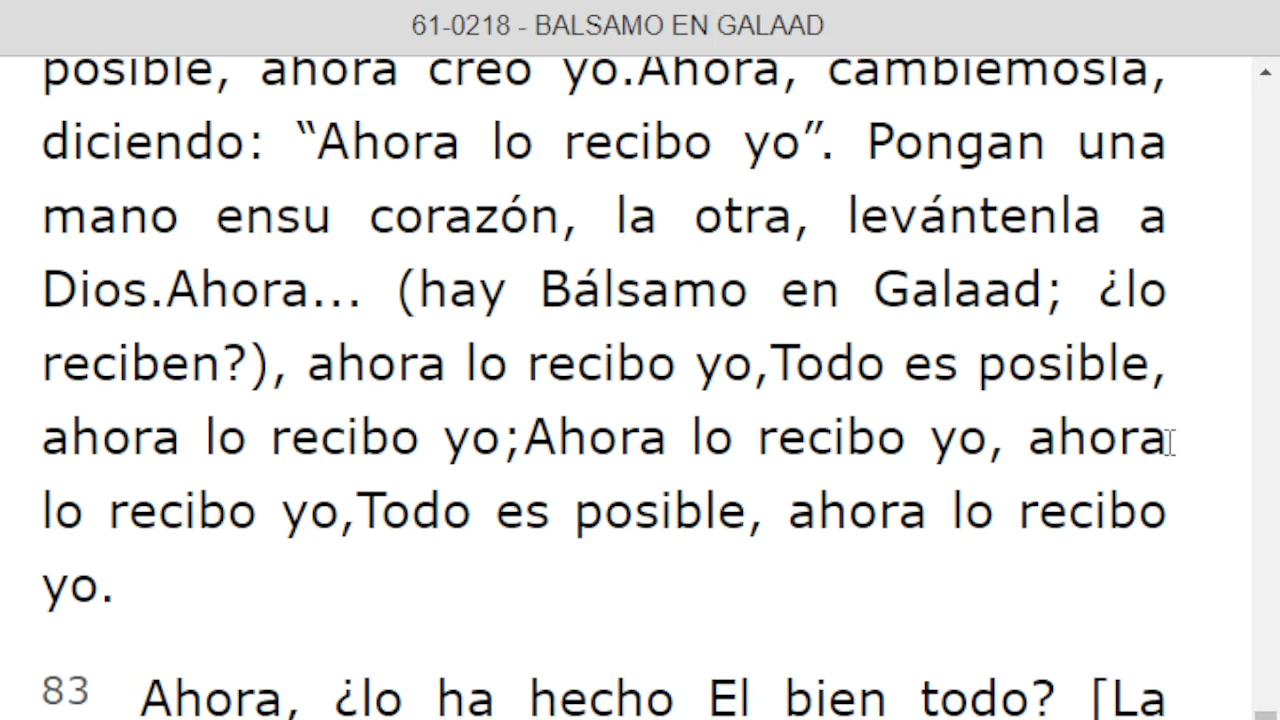 61-0218 - BALSAMO EN GALAAD
posible, ahora creo yo.Ahora, cambiémosla,
diciendo: “Ahora lo recibo yo”. Pongan una
mano ensu corazón, la otra, levántenla a
Dios.Ahora... (hay Bálsamo en Galaad; ¿lo
reciben?), ahora lo recibo yo,Todo es posible,
ahora lo recibo yo;Ahora lo recibo yo, ahora
lo recibo yo,Todo es posible, ahora lo recibo
yo.
83 Ahora, ¿lo ha hecho El bien todo? [La